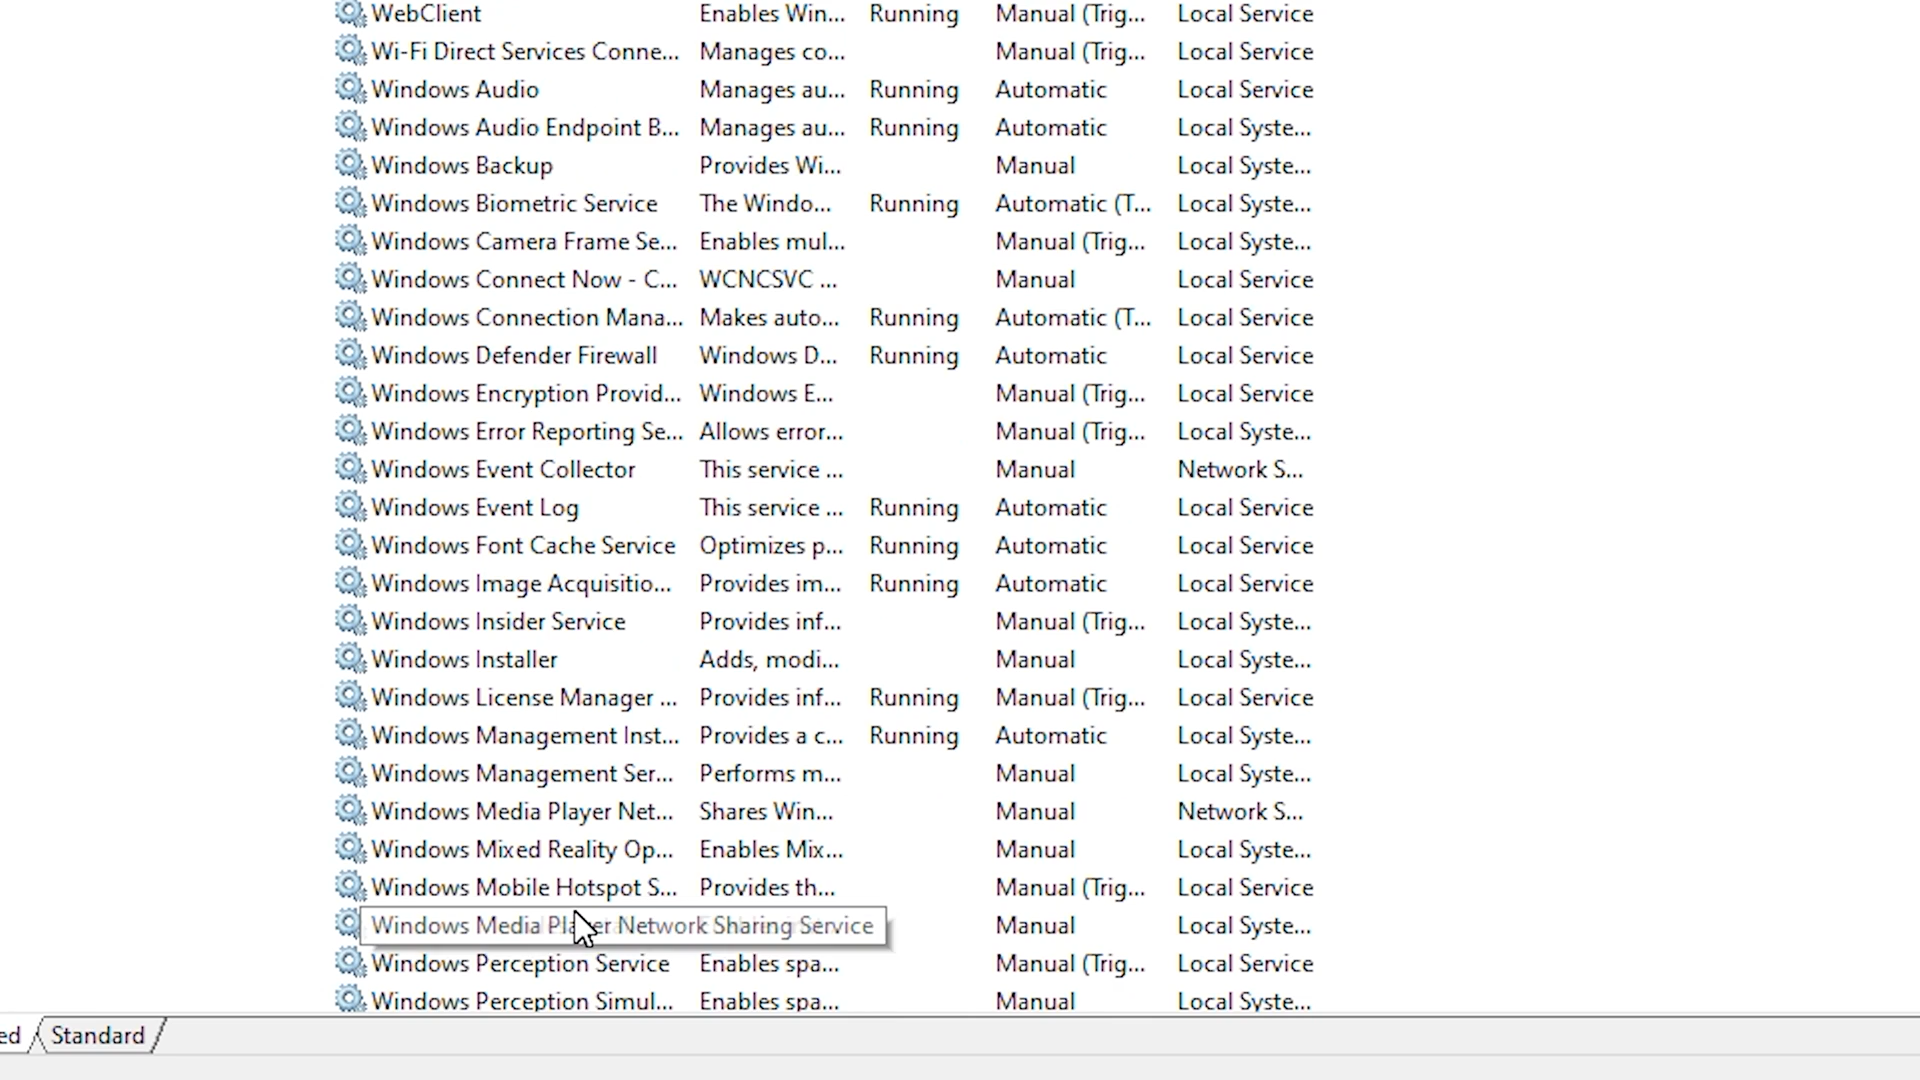 WebClient Enables Win... Running Manual (Trig... Local Service
Wi-Fi Direct Services Conne... Manages co... Manual (Trig... Local Service
Windows Audio Manages au... Running Automatic Local Service
Windows Audio Endpoint B... Manages au... Running Automatic Local Syste...
Windows Backup Provides Wi... Manual Local Syste...
Windows Biometric Service The Windo... Running Automatic (T... Local Syste...
Windows Camera Frame Se... Enables mul... Manual (Trig... Local Syste...
Windows Connect Now - C... WCNCSVC ... Manual Local Service
Windows Connection Mana... Makes auto... Running Automatic (T... Local Service
Windows Defender Firewall Windows D... Running Automatic Local Service
Windows Encryption Provid... Windows E... Manual (Trig... Local Service
Windows Error Reporting Se... Allows error... Manual (Trig... Local Syste...
Windows Event Collector This service ... Manual Network S...
Windows Event Log This service ... Running Automatic Local Service
Windows Font Cache Service Optimizes p... Running Automatic Local Service
Windows Image Acquisitio... Provides im... Running Automatic Local Service
Windows Insider Service Provides inf... Manual (Trig... Local Syste...
Windows Installer Adds, modi... Manual Local Syste...
Windows License Manager ... Provides inf... Running Manual (Trig... Local Service
Windows Management Inst... Provides a c... Running Automatic Local Syste...
Windows Management Ser... Performs m... Manual Local Syste...
Windows Media Player Net... Shares Win... Manual Network S...
Windows Mixed Reality Op... Enables Mix... Manual Local Syste...
Windows Mobile Hotspot S... Provides th... Manual (Trig... Local Service
Windows Media Player Network Sharing Service Manual Local Syste...
Windows Perception Service Enables spa... Manual (Trig... Local Service
Windows Perception Simul... Enables spa... Manual Local Syste...
ed Standard